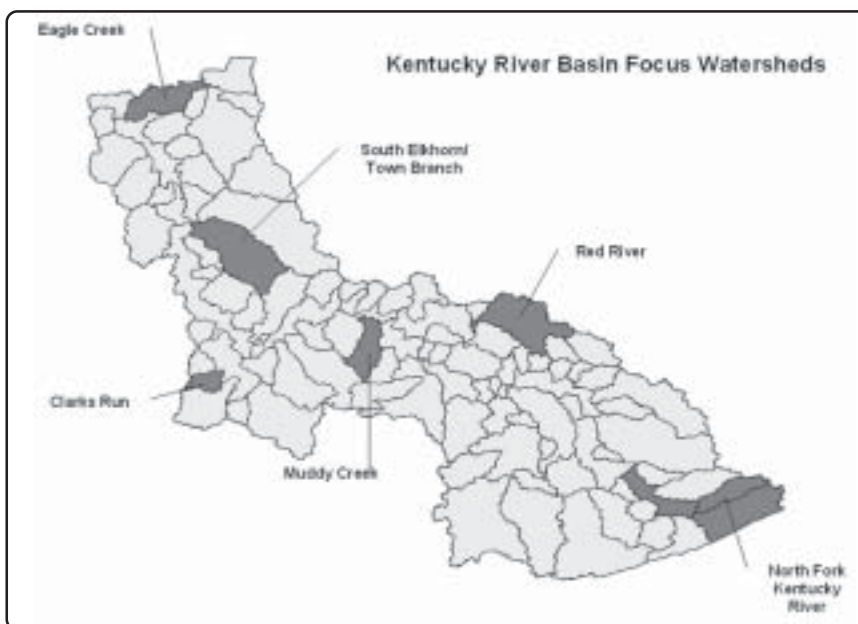 Eagle Creek
Kentucky River Basin Focus Watersheds
South Elkhorn/
Town Branch
Red River
Clarks Run
Muddy Creek
North Fork
Kentucky
River